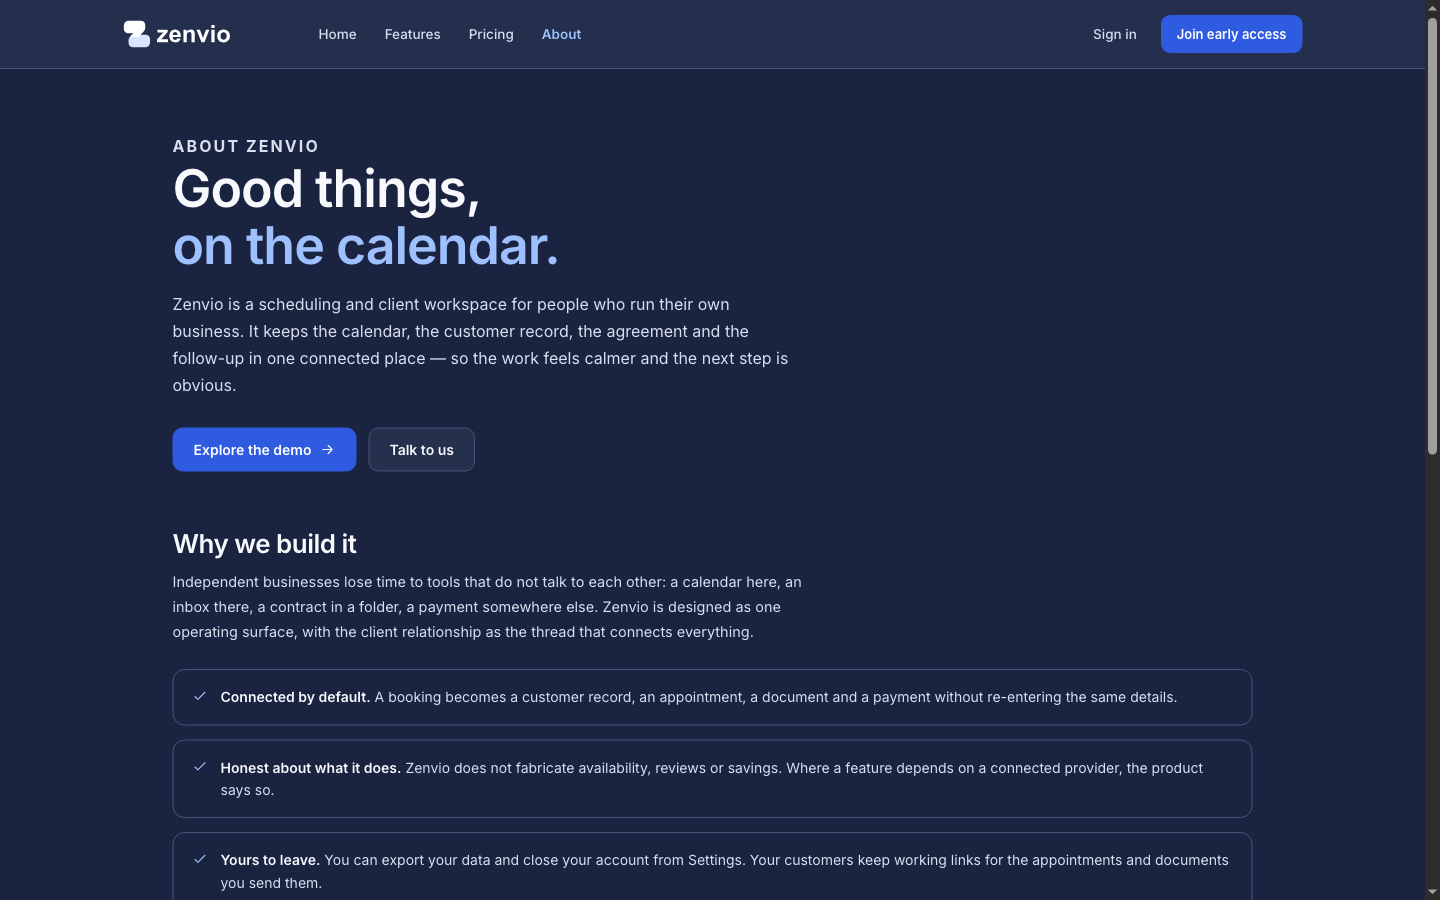 zenvio
Home
Features
Pricing
About
Sign in
Join early access
ABOUT ZENVIO
Good things,
on the calendar.
Zenvio is a scheduling and client workspace for people who run their own
business. It keeps the calendar, the customer record, the agreement and the
follow-up in one connected place — so the work feels calmer and the next step is
obvious.
Explore the demo →
Talk to us
Why we build it
Independent businesses lose time to tools that do not talk to each other: a calendar here, an
inbox there, a contract in a folder, a payment somewhere else. Zenvio is designed as one
operating surface, with the client relationship as the thread that connects everything.
Connected by default. A booking becomes a customer record, an appointment, a document and a payment without re-entering the same details.
Honest about what it does. Zenvio does not fabricate availability, reviews or savings. Where a feature depends on a connected provider, the product
says so.
Yours to leave. You can export your data and close your account from Settings. Your customers keep working links for the appointments and documents
you send them.